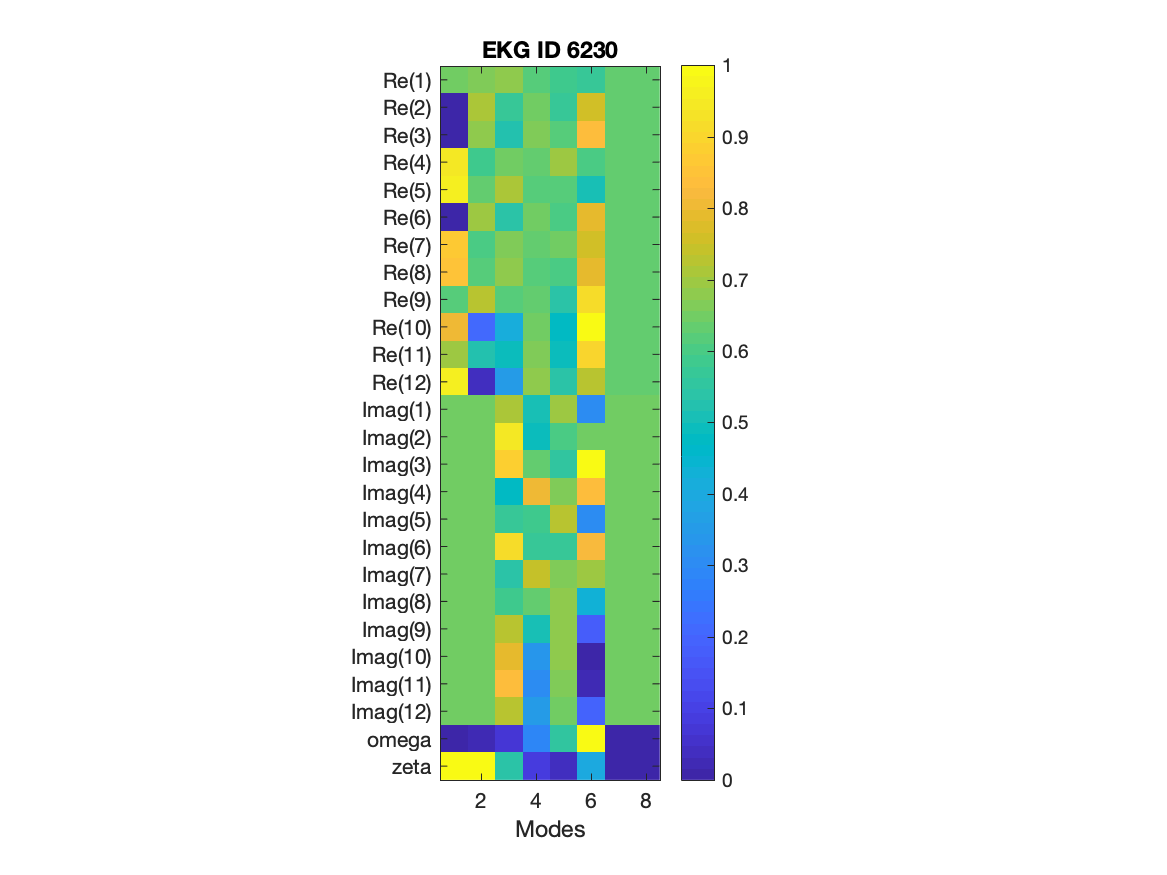 EKG ID 6230
Re(1)
Re(2)
Re(3)
Re(4)
Re(5)
Re(6)
Re(7)
Re(8)
Re(9)
Re(10)
Re(11)
Re(12)
Imag(1)
Imag(2)
Imag(3)
Imag(4)
Imag(5)
Imag(6)
Imag(7)
Imag(8)
Imag(9)
Imag(10)
Imag(11)
Imag(12)
omega
zeta
2 4 6 8
Modes
1
0.9
0.8
0.7
0.6
0.5
0.4
0.3
0.2
0.1
0